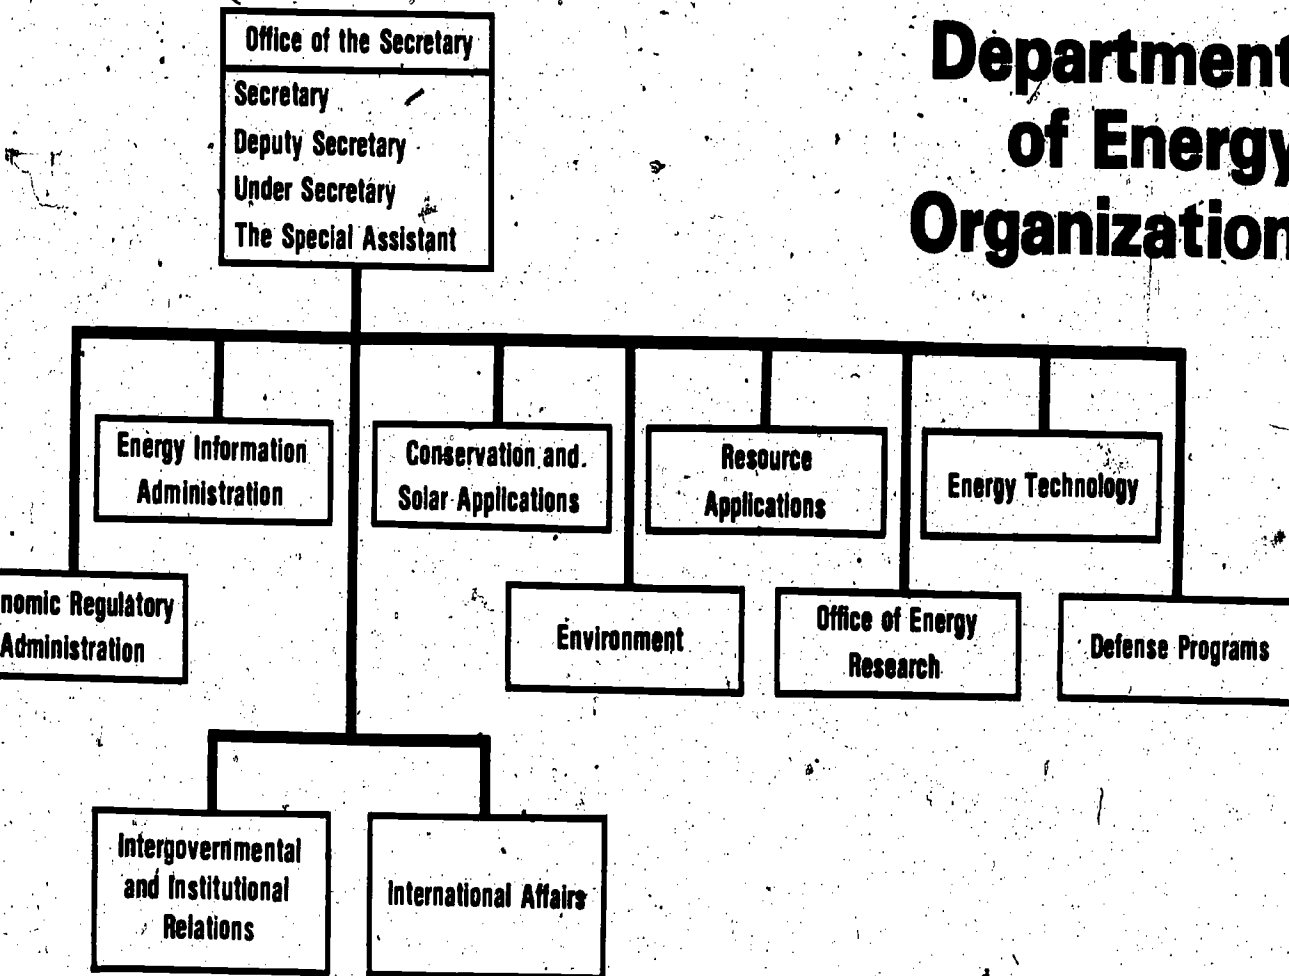 Department
of Energy
Organization
Office of the Secretary
Secretary
Deputy Secretary
Under Secretary
The Special Assistant
Energy Information
Administration
Conservation and
Solar Applications
Resource
Applications
Energy Technology
nomic Regulatory
Administration
Environment
Office of Energy
Research
Defense Programs
Intergovernmental
and Institutional
Relations
International Affairs